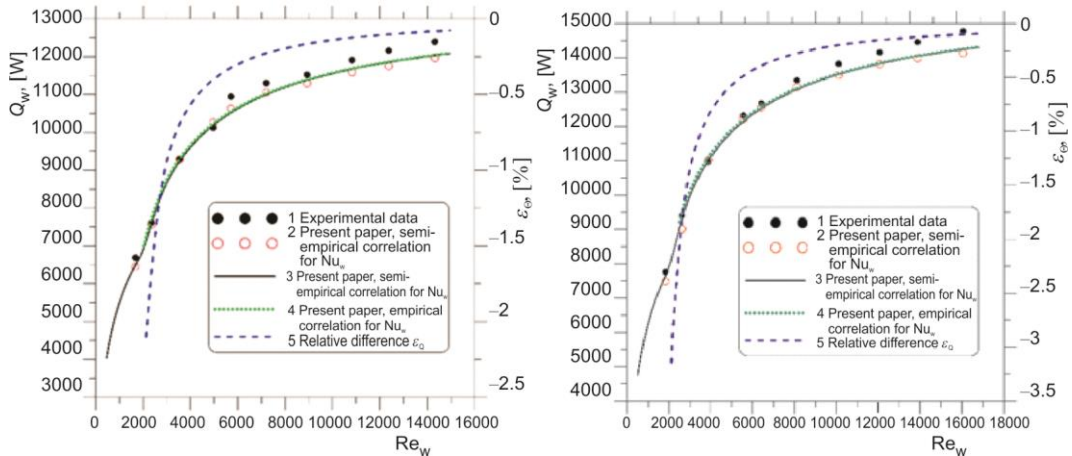 13000
12000
11000
10000
9000
8000
7000
6000
5000
4000
3000
Q_w, [W]
0
−0.5
−1
−1.5
−2
−2.5
ε_Θ, [%]
1 Experimental data
2 Present paper, semi-
empirical correlation
for Nu_w
3 Present paper, semi-
empirical correlation for Nu_w
4 Present paper, empirical
correlation for Nu_w
5 Relative difference ε_Q
0 2000 4000 6000 8000 10000 12000 14000 16000
Re_w
15000
14000
13000
12000
11000
10000
9000
8000
7000
6000
5000
4000
Q_w, [W]
0
−0.5
−1
−1.5
−2
−2.5
−3
−3.5
ε_Θ, [%]
1 Experimental data
2 Present paper, semi-
empirical correlation
for Nu_w
3 Present paper, semi-
empirical correlation for Nu_w
4 Present paper, empirical
correlation for Nu_w
5 Relative difference ε_Q
0 2000 4000 6000 8000 10000 12000 14000 16000 18000
Re_w